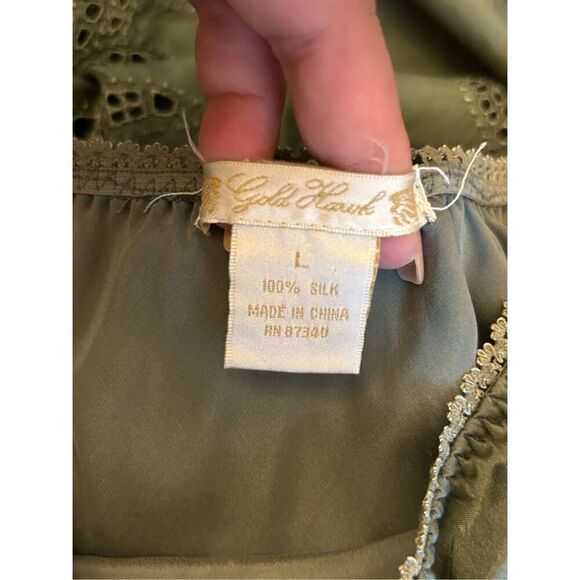 Gold Hawk
L
100% SILK
MADE IN CHINA
RN 87340